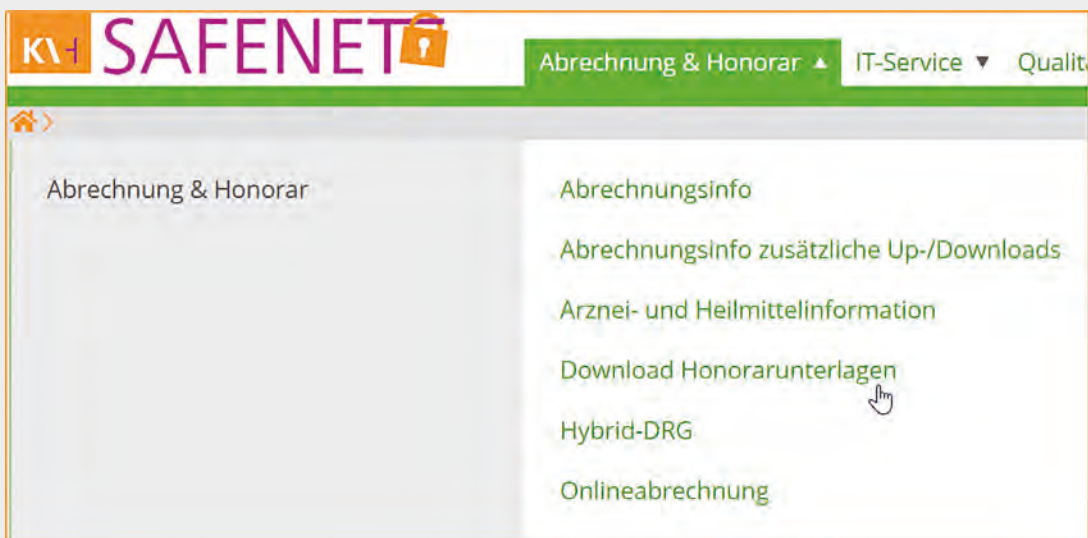 KV SAFENET
Abrechnung & Honorar ▲ IT-Service ▼
Abrechnung & Honorar
Abrechnungsinfo
Abrechnungsinfo zusätzliche Up-/Downloads
Arznei- und Heilmittelinformation
Download Honorarunterlagen
Hybrid-DRG
Onlineabrechnung